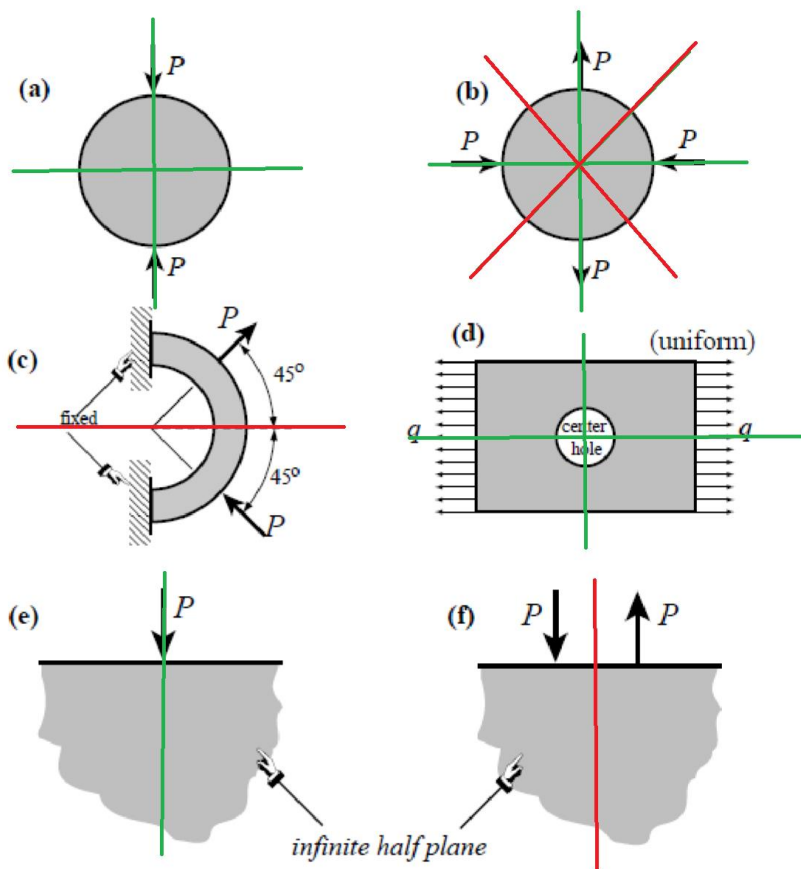 (a)
P
P
(b)
P
P
P
P
(c)
P
45°
fixed
45°
P
(d)
(uniform)
q
center
hole
q
(e)
P
(f)
P
P
infinite half plane